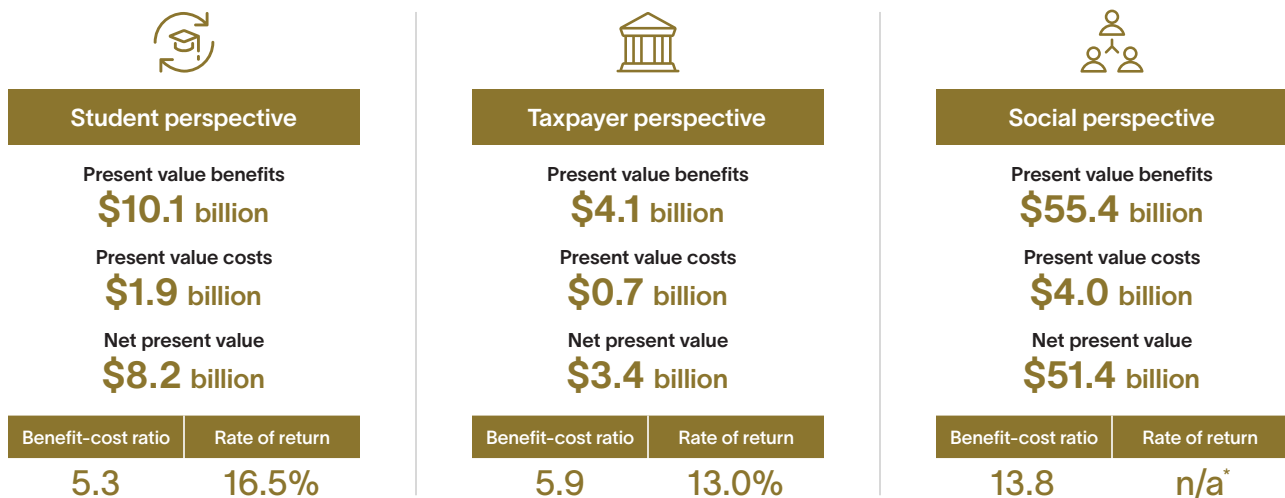 Student perspective
Present value benefits
$10.1 billion
Present value costs
$1.9 billion
Net present value
$8.2 billion
Benefit-cost ratio Rate of return
5.3 16.5%
Taxpayer perspective
Present value benefits
$4.1 billion
Present value costs
$0.7 billion
Net present value
$3.4 billion
Benefit-cost ratio Rate of return
5.9 13.0%
Social perspective
Present value benefits
$55.4 billion
Present value costs
$4.0 billion
Net present value
$51.4 billion
Benefit-cost ratio Rate of return
13.8 n/a*